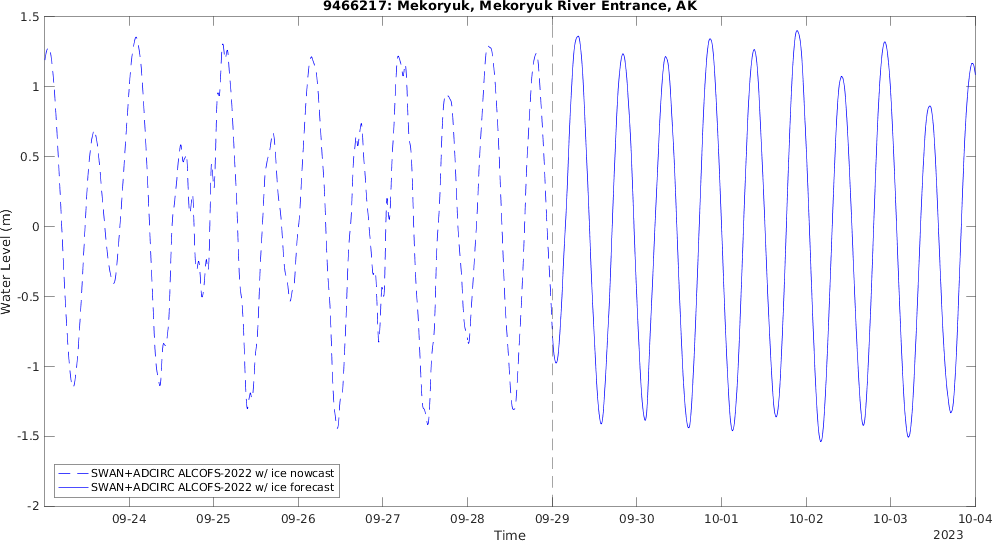 9466217: Mekoryuk, Mekoryuk River Entrance, AK
1.5
1
0.5
0
-0.5
-1
-1.5
-2
Water Level (m)
SWAN+ADCIRC ALCOFS-2022 w/ ice nowcast
SWAN+ADCIRC ALCOFS-2022 w/ ice forecast
09-24 09-25 09-26 09-27 09-28 09-29 09-30 10-01 10-02 10-03 10-04
Time
2023